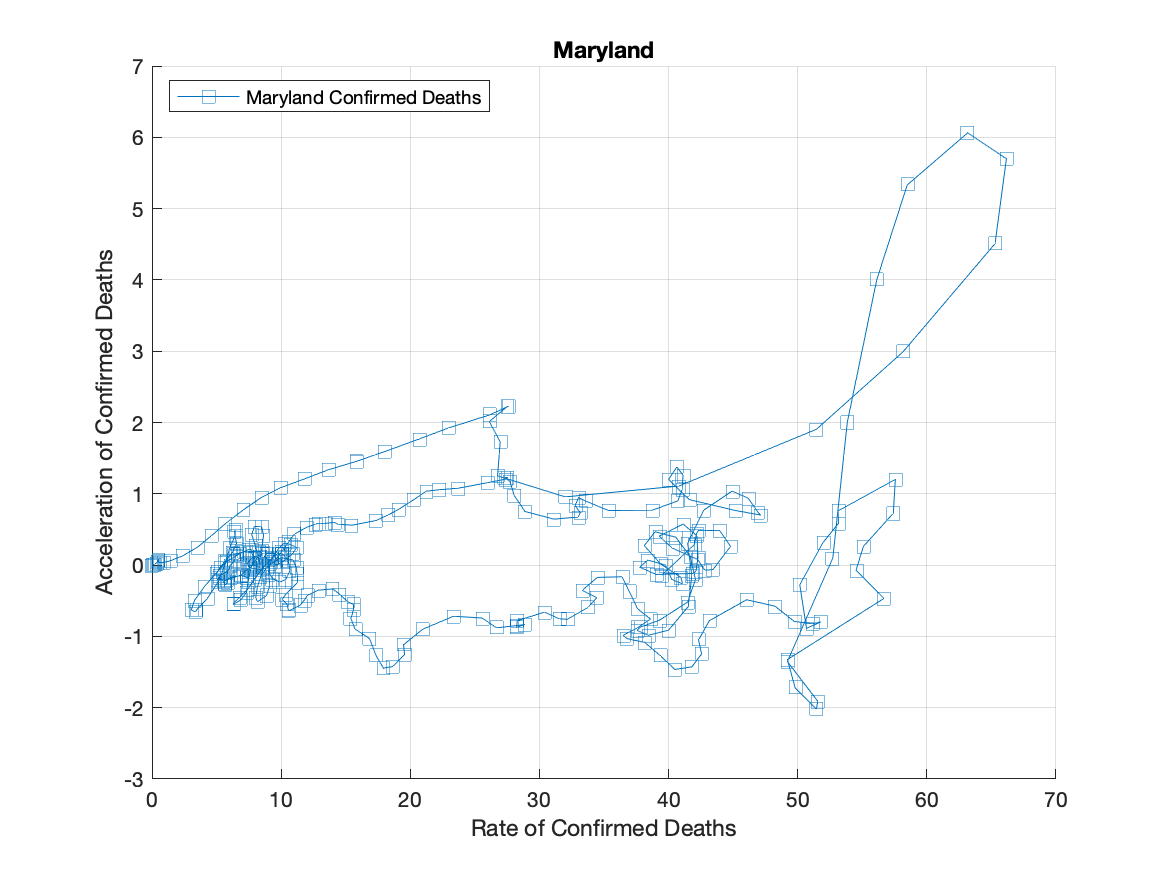 Maryland
Maryland Confirmed Deaths
7
6
5
4
3
2
1
0
-1
-2
-3
Acceleration of Confirmed Deaths
0 10 20 30 40 50 60 70
Rate of Confirmed Deaths